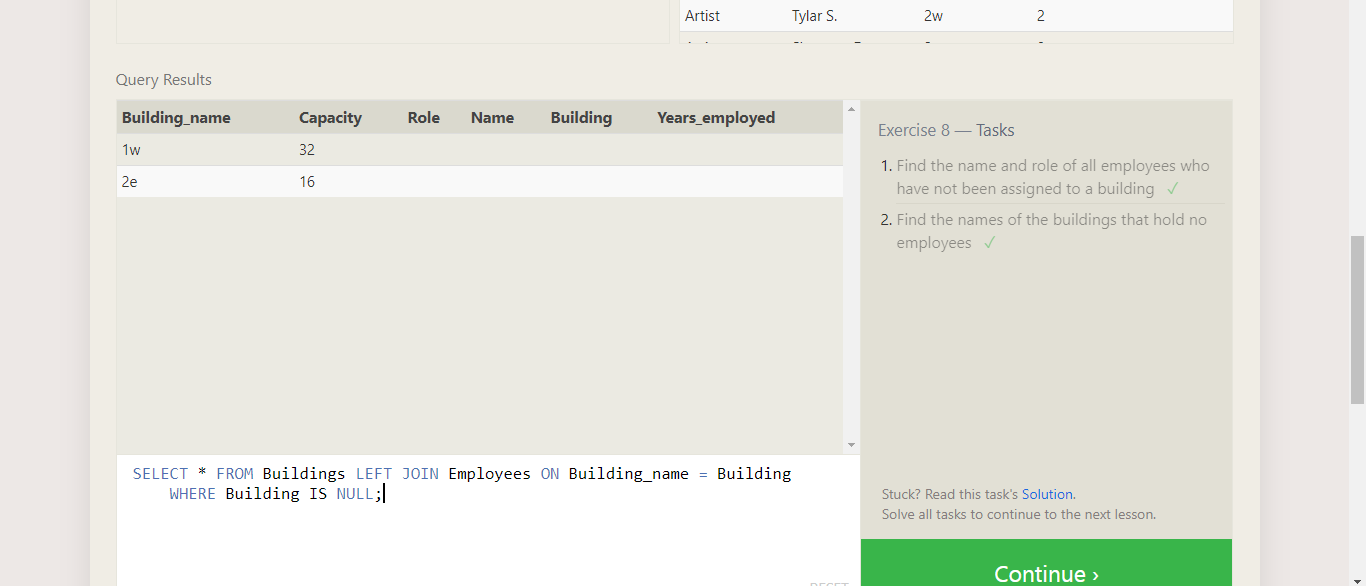 Artist Tylar S. 2w 2
Query Results
Building_name Capacity Role Name Building Years_employed
1w 32
2e 16
Exercise 8 — Tasks
1. Find the name and role of all employees who
have not been assigned to a building ✓
2. Find the names of the buildings that hold no
employees ✓
SELECT * FROM Buildings LEFT JOIN Employees ON Building_name = Building
WHERE Building IS NULL;
Stuck? Read this task's Solution.
Solve all tasks to continue to the next lesson.
Continue ›
RESET